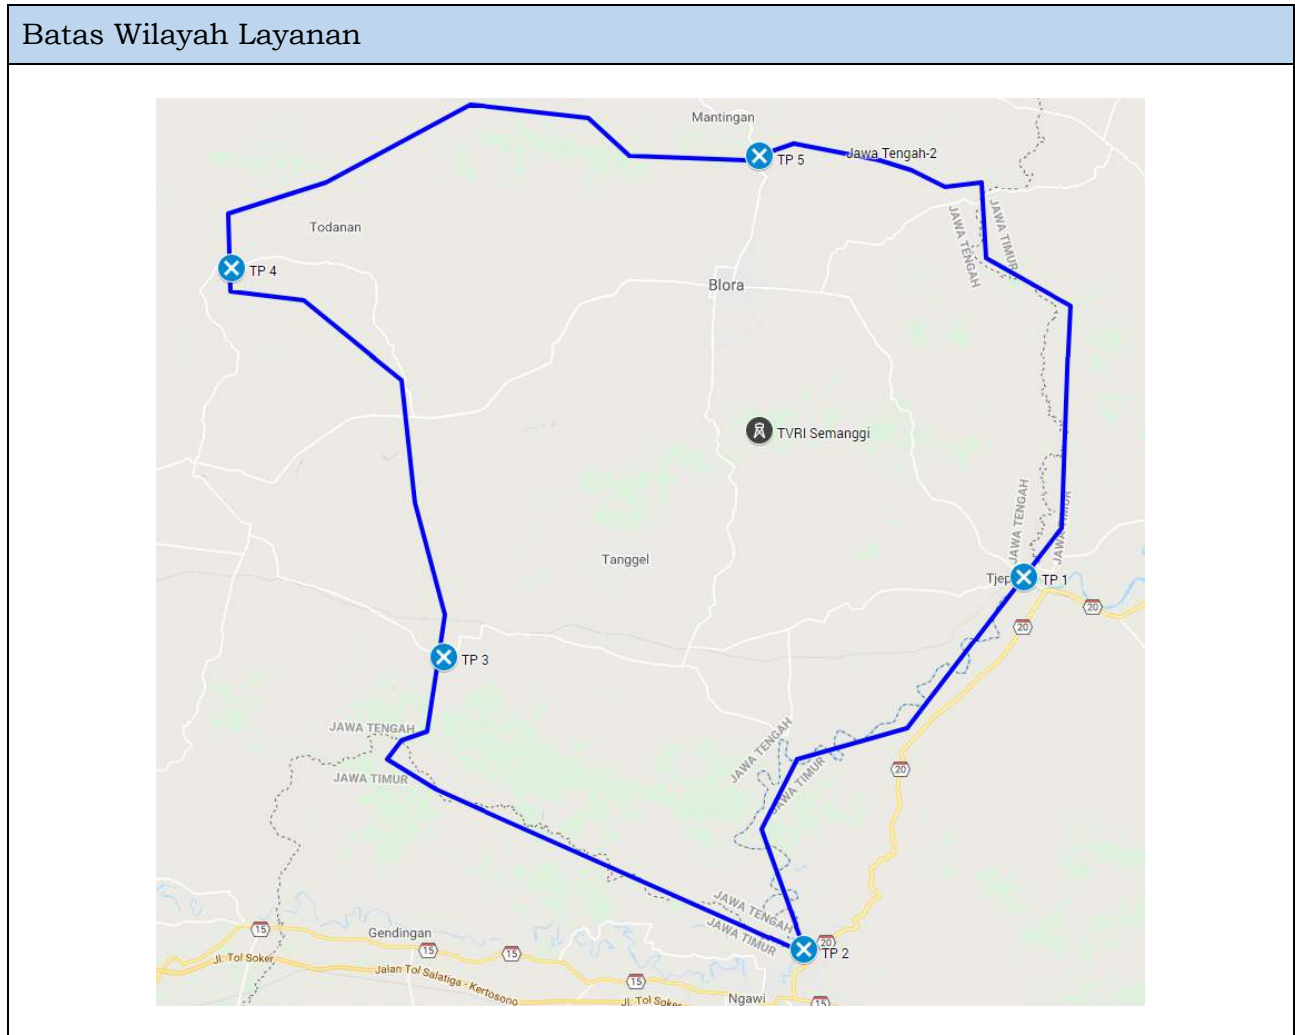 Batas Wilayah Layanan
Mantingan
TP 5
Jawa Tengah-2
JAWA TENGAH
JAWA TIMUR
Todanan
TP 4
Blora
TVRI Semanggi
JAWA TENGAH
JAWA TIMUR
Tanggel
Tjep
TP 1
20
20
TP 3
JAWA TENGAH
JAWA TIMUR
JAWA TENGAH
JAWA TIMUR
20
JAWA TENGAH
JAWA TIMUR
20
TP 2
15
Gendingan
15
15
Jl. Tol Soker
Jalan Tol Salatiga - Kertosono
15
Jl. Tol Soker
Ngawi
15